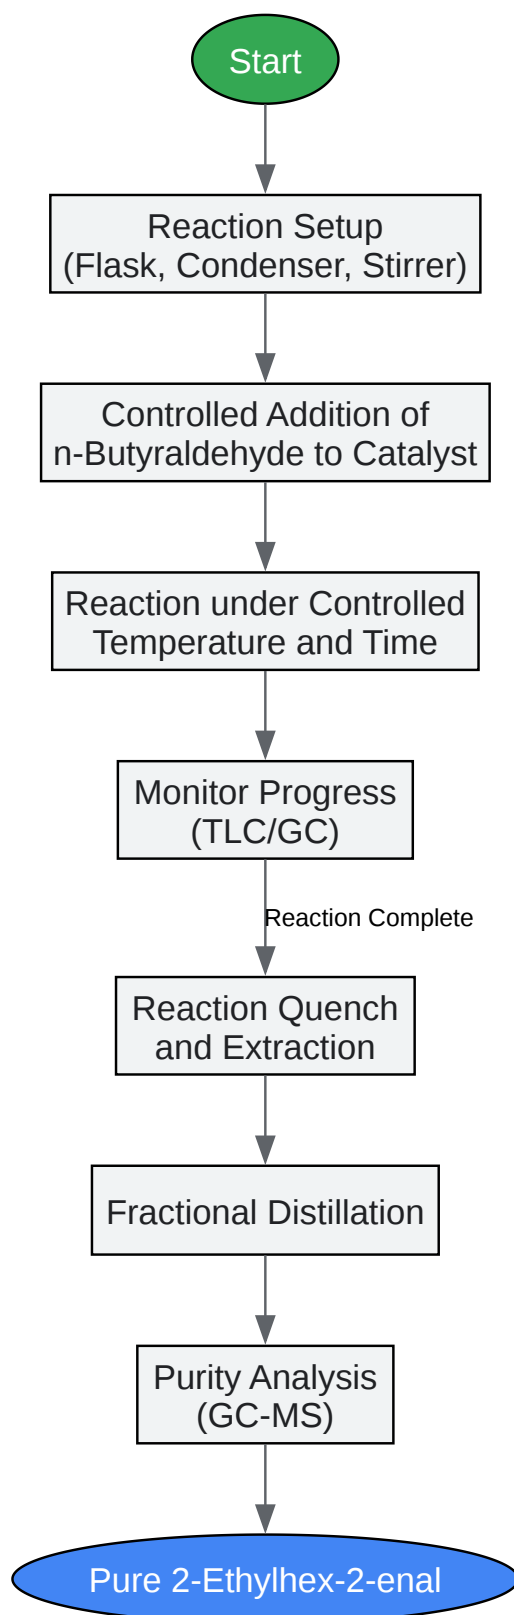 Start
Reaction Setup
(Flask, Condenser, Stirrer)
Controlled Addition of
n-Butyraldehyde to Catalyst
Reaction under Controlled
Temperature and Time
Monitor Progress
(TLC/GC)
Reaction Complete
Reaction Quench
and Extraction
Fractional Distillation
Purity Analysis
(GC-MS)
Pure 2-Ethylhex-2-enal